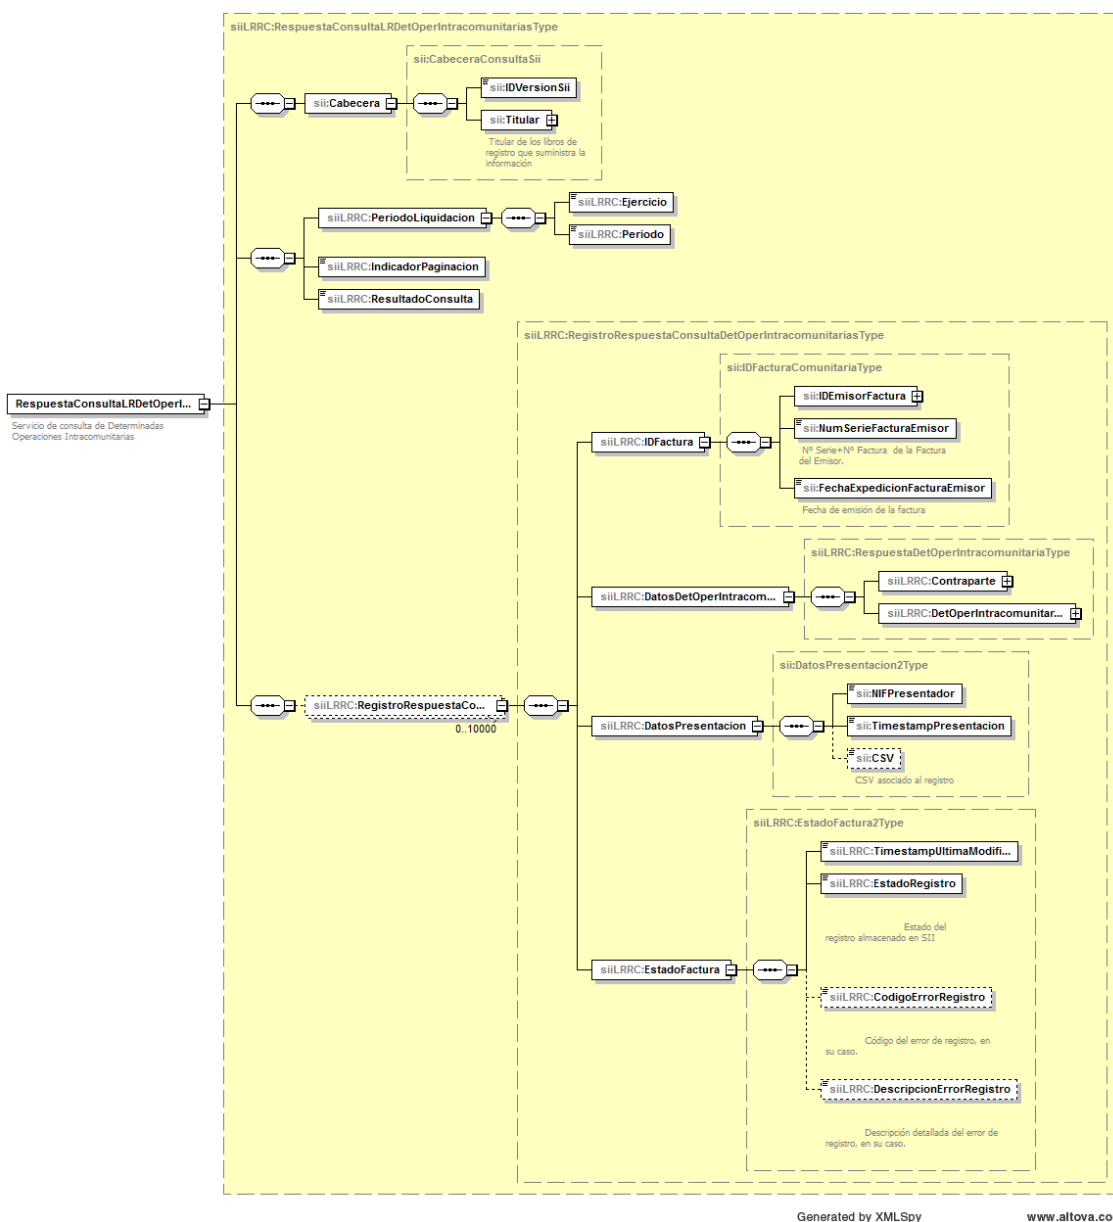 siiLRRC:RespuestaConsultaLRDetOperIntracomunitariasType
sii:CabeceraConsultaSii
sii:IDVersionSii
sii:Cabecera
sii:Titular
Titular de los libros de
registro que suministra la
información
siiLRRC:Ejercicio
siiLRRC:PeriodoLiquidacion
siiLRRC:Periodo
siiLRRC:IndicadorPaginacion
siiLRRC:ResultadoConsulta
siiLRRC:RegistroRespuestaConsultaDetOperIntracomunitariasType
sii:IDFacturaComunitariaType
sii:IDEmisorFactura
RespuestaConsultaLRDetOperI...
Servicio de consulta de Determinadas
Operaciones Intracomunitarias
sii:NumSerieFacturaEmisor
siiLRRC:IDFactura
Nº Serie+Nº Factura de la Factura
del Emisor.
sii:FechaExpedicionFacturaEmisor
Fecha de emisión de la factura
siiLRRC:RespuestaDetOperIntracomunitariaType
siiLRRC:Contraparte
siiLRRC:DatosDetOperIntracom...
siiLRRC:DetOperIntracomunitar...
sii:DatosPresentacion2Type
sii:NIFPresentador
siiLRRC:RegistroRespuestaCo...
0..10000
siiLRRC:DatosPresentacion
sii:TimestampPresentacion
sii:CSV
CSV asociado al registro
siiLRRC:EstadoFactura2Type
siiLRRC:TimestampUltimaModifi...
siiLRRC:EstadoRegistro
Estado del
registro almacenado en SII
siiLRRC:EstadoFactura
siiLRRC:CodigoErrorRegistro
Código del error de registro, en
su caso.
siiLRRC:DescripcionErrorRegistro
Descripción detallada del error de
registro, en su caso.
Generated by XMLSpy
www.altova.co